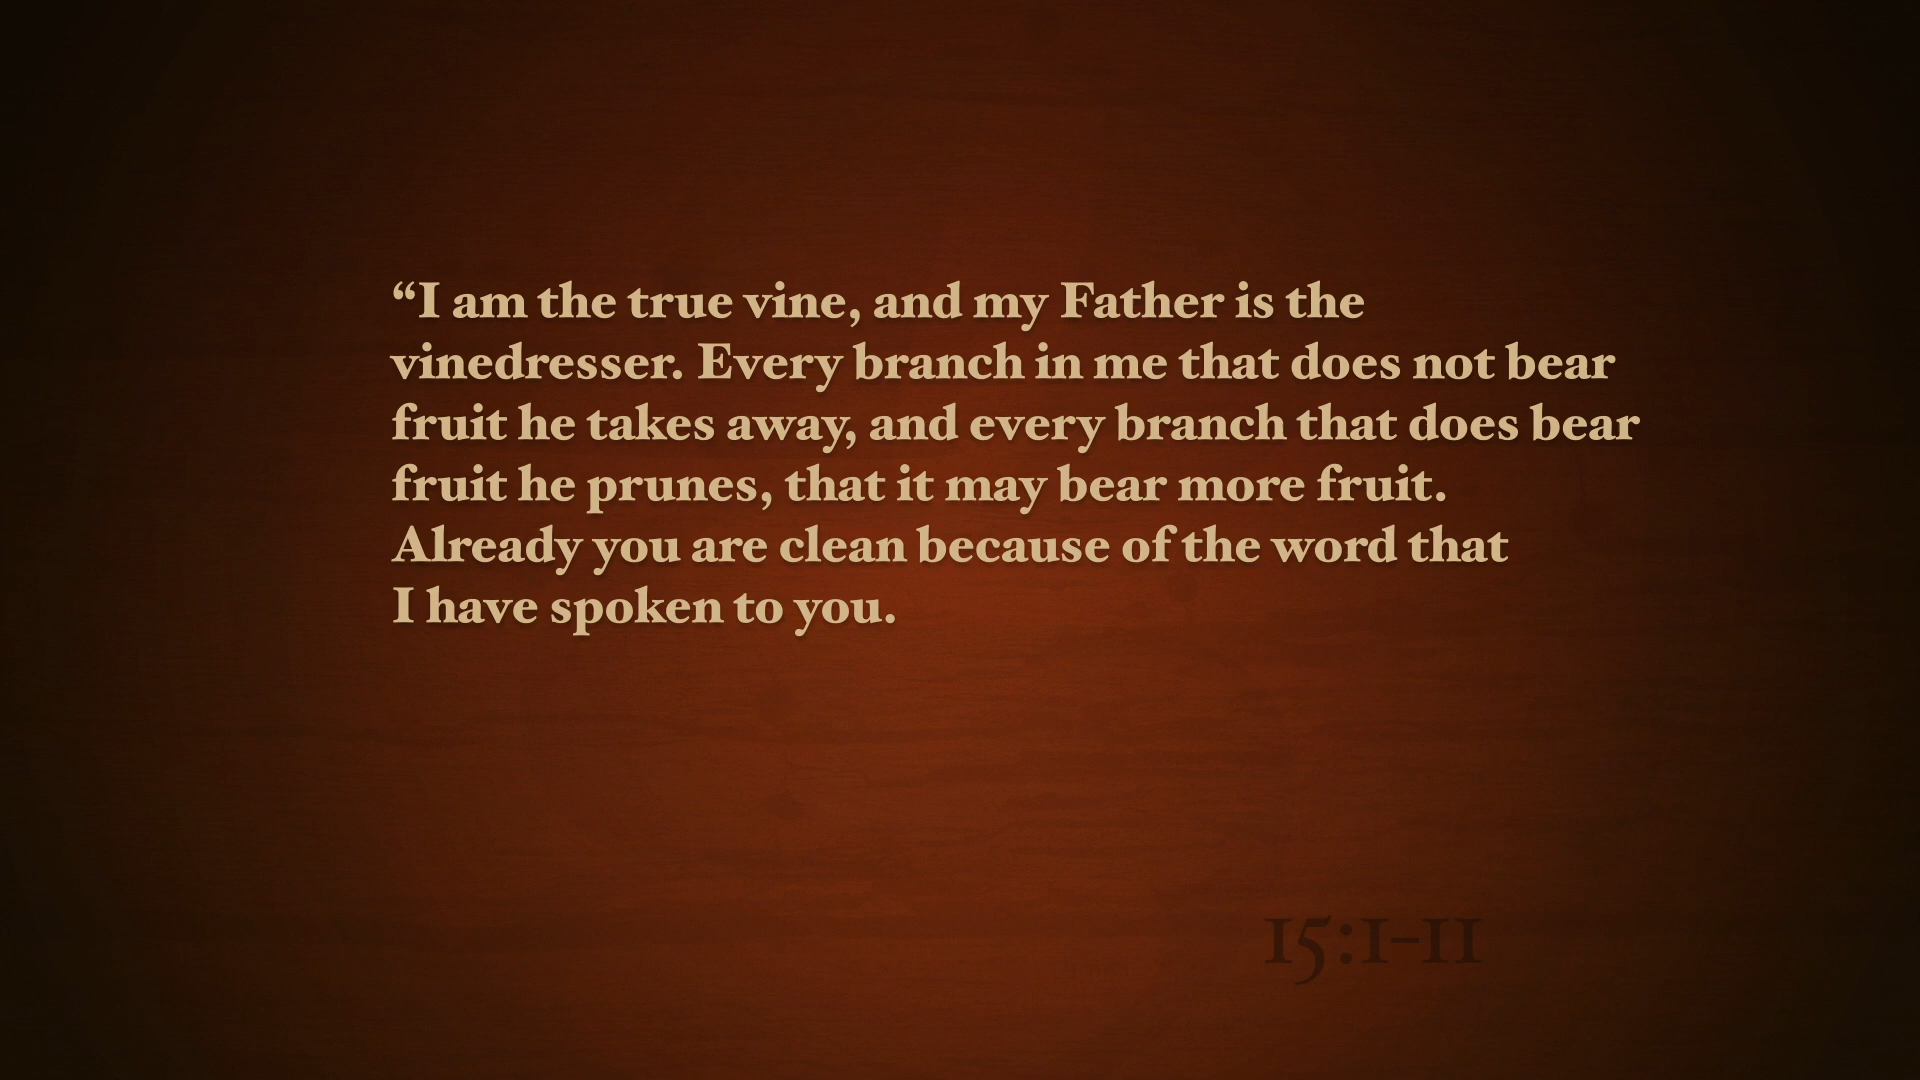 “I am the true vine, and my Father is the
vinedresser. Every branch in me that does not bear
fruit he takes away, and every branch that does bear
fruit he prunes, that it may bear more fruit.
Already you are clean because of the word that
I have spoken to you.
15:1–11